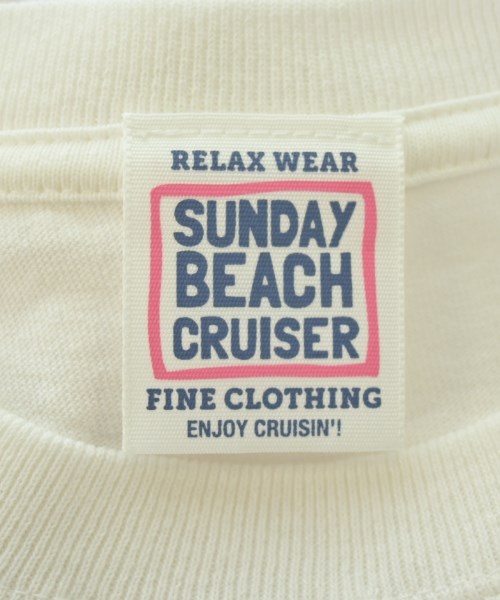 RELAX WEAR
SUNDAY
BEACH
CRUISER
FINE CLOTHING
ENJOY CRUISIN'!